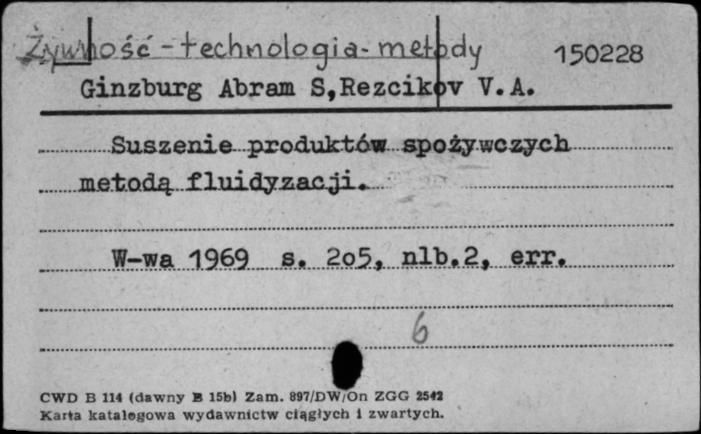 Żywność - technologia - metody 150228
Ginzburg Abram S,Rezcikov V.A.
Suszenie produktów spożywczych
metodą fluidyzacji.
W-wa 1969 s. 2o5, nlb.2, err.
6
CWD B 114 (dawny B 15b) Zam. 897/DW/On ZGG 2542
Karta katalogowa wydawnictw ciągłych i zwartych.